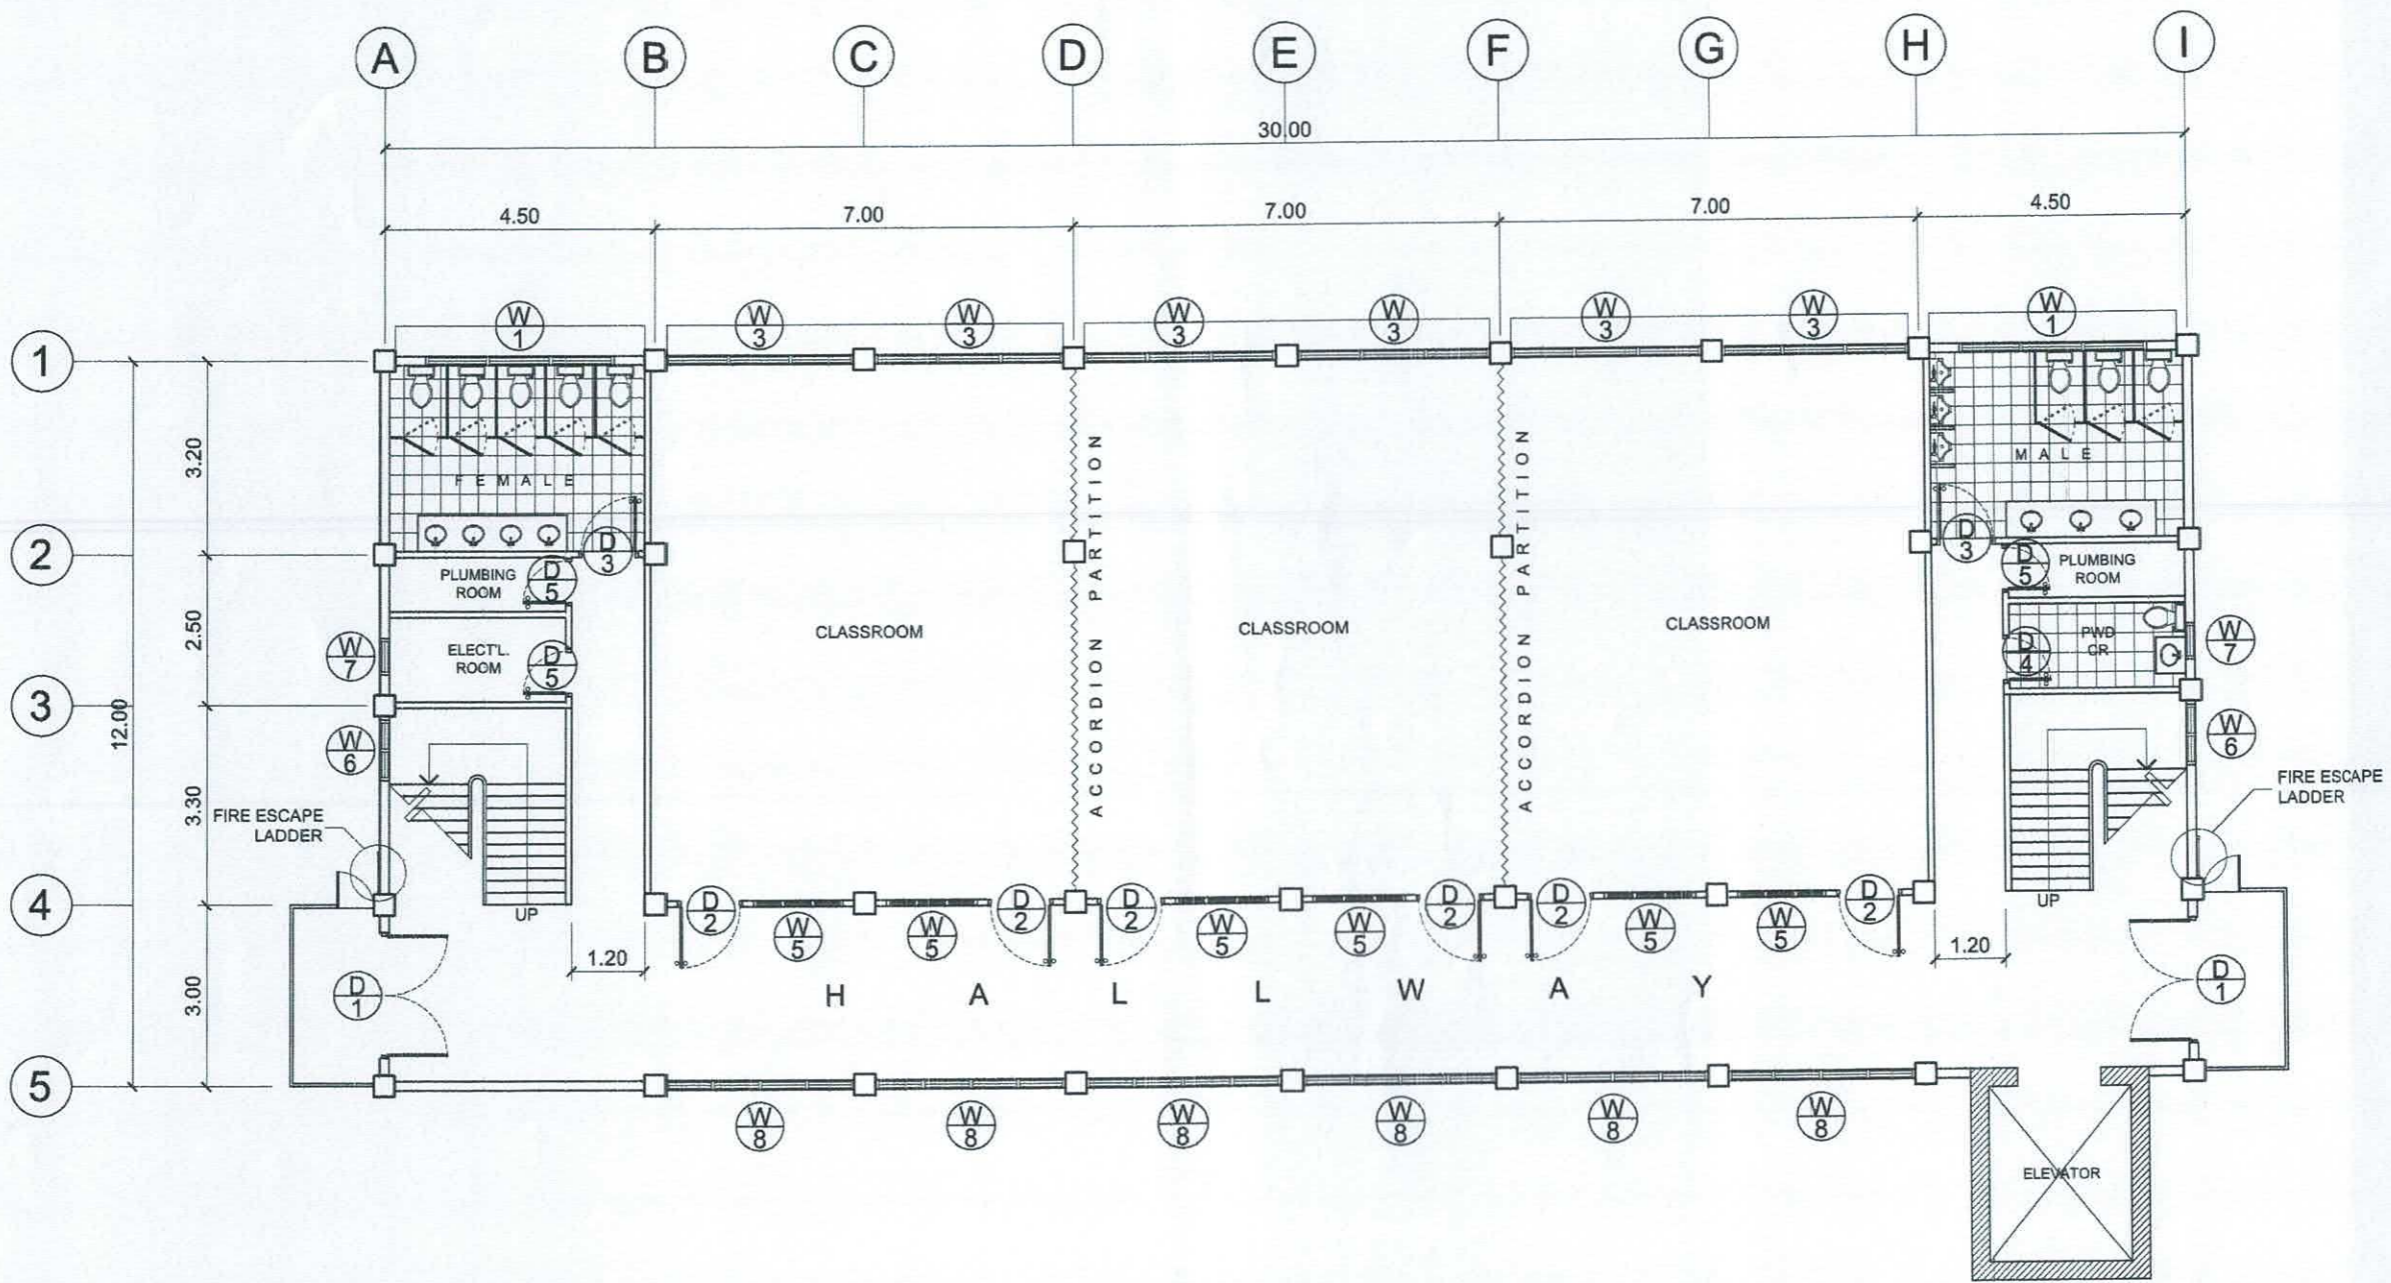 A B C D E F G H I
30.00
4.50 7.00 7.00 7.00 4.50
W 1
W 3
W 3
W 3
W 3
W 3
W 3
W 1
1
3.20
FEMALE
MALE
2
D 3
D 3
PLUMBING
ROOM
D 5
D 5
PLUMBING
ROOM
2.50
CLASSROOM
ACCORDION PARTITION
CLASSROOM
ACCORDION PARTITION
CLASSROOM
W 7
ELECT'L.
ROOM
D 5
D 4
PWD
CR
W 7
3
12.00
W 6
W 6
3.30
FIRE ESCAPE
LADDER
FIRE ESCAPE
LADDER
4
UP
UP
D 2
D 2
D 2
D 2
D 2
D 2
W 5
W 5
W 5
W 5
W 5
W 5
1.20
1.20
3.00
D 1
HALLWAY
D 1
5
W 8
W 8
W 8
W 8
W 8
W 8
ELEVATOR